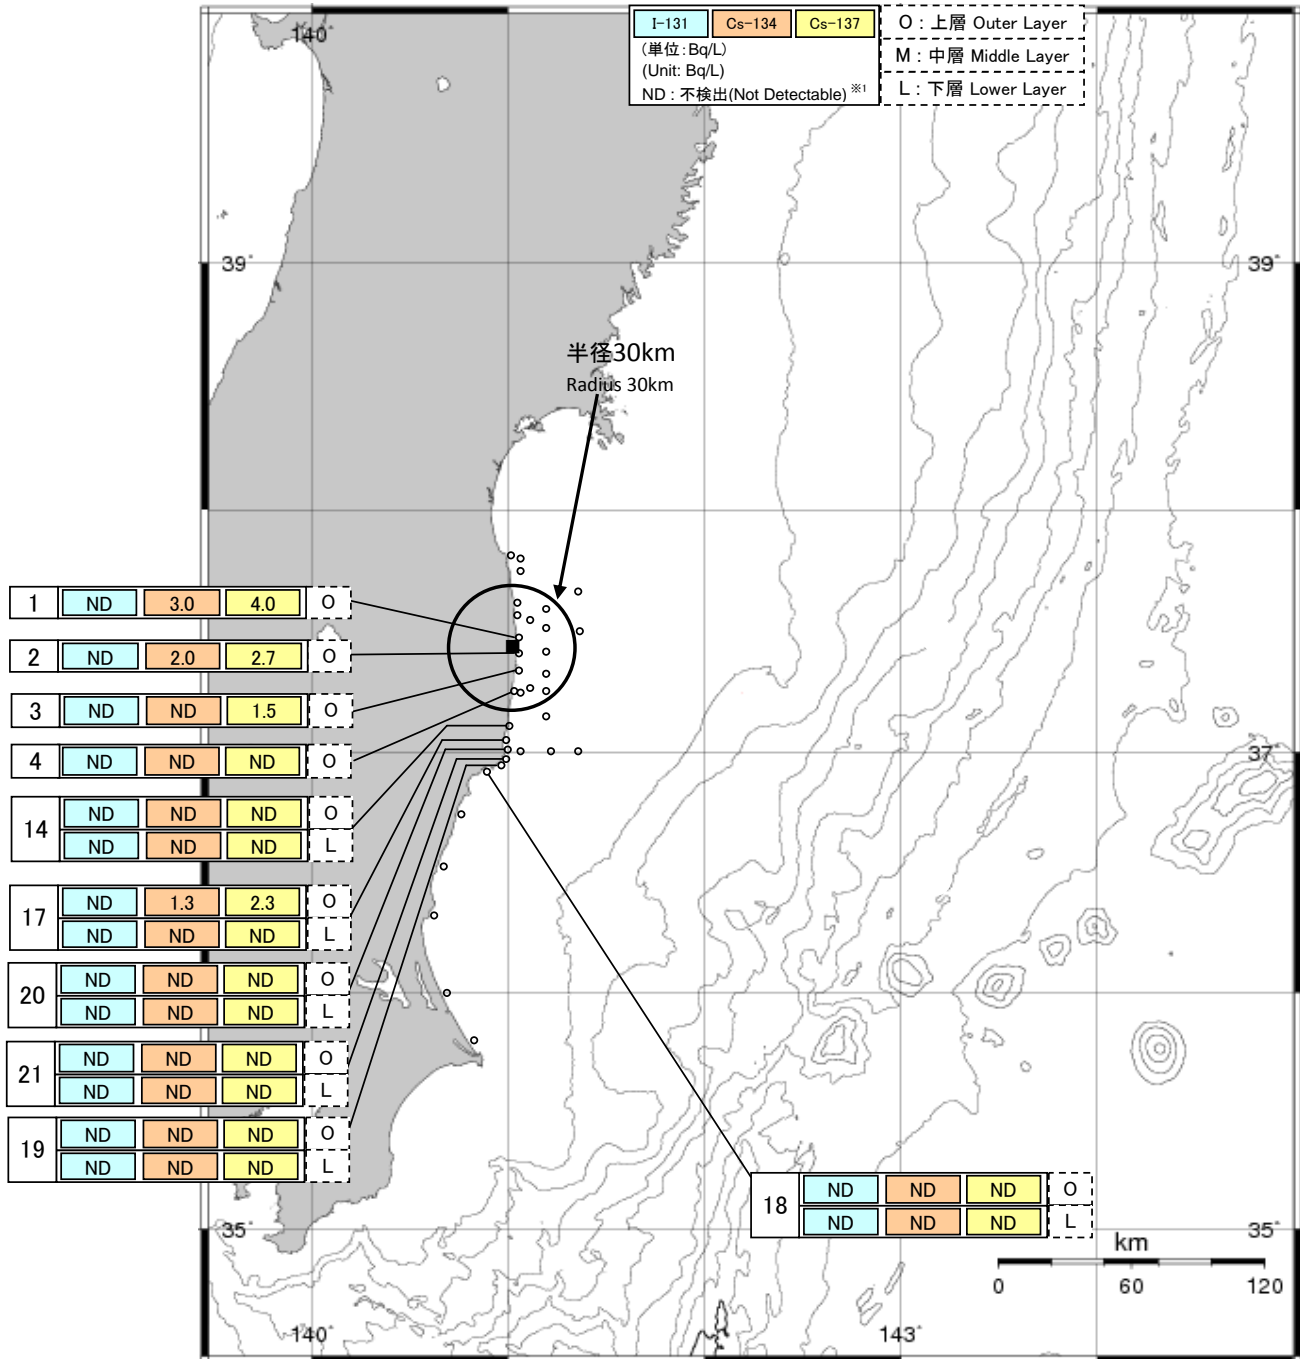 140°
I-131 Cs-134 Cs-137
(単位:Bq/L)
(Unit: Bq/L)
ND : 不検出(Not Detectable) ※1
O : 上層 Outer Layer
M : 中層 Middle Layer
L : 下層 Lower Layer
39° 39°
半径30km
Radius 30km
1 ND 3.0 4.0 O
2 ND 2.0 2.7 O
3 ND ND 1.5 O
4 ND ND ND O
37°
14 ND ND ND O
ND ND ND L
17 ND 1.3 2.3 O
ND ND ND L
20 ND ND ND O
ND ND ND L
21 ND ND ND O
ND ND ND L
19 ND ND ND O
ND ND ND L
18 ND ND ND O
ND ND ND L
35° 35°
km
0 60 120
140° 143°